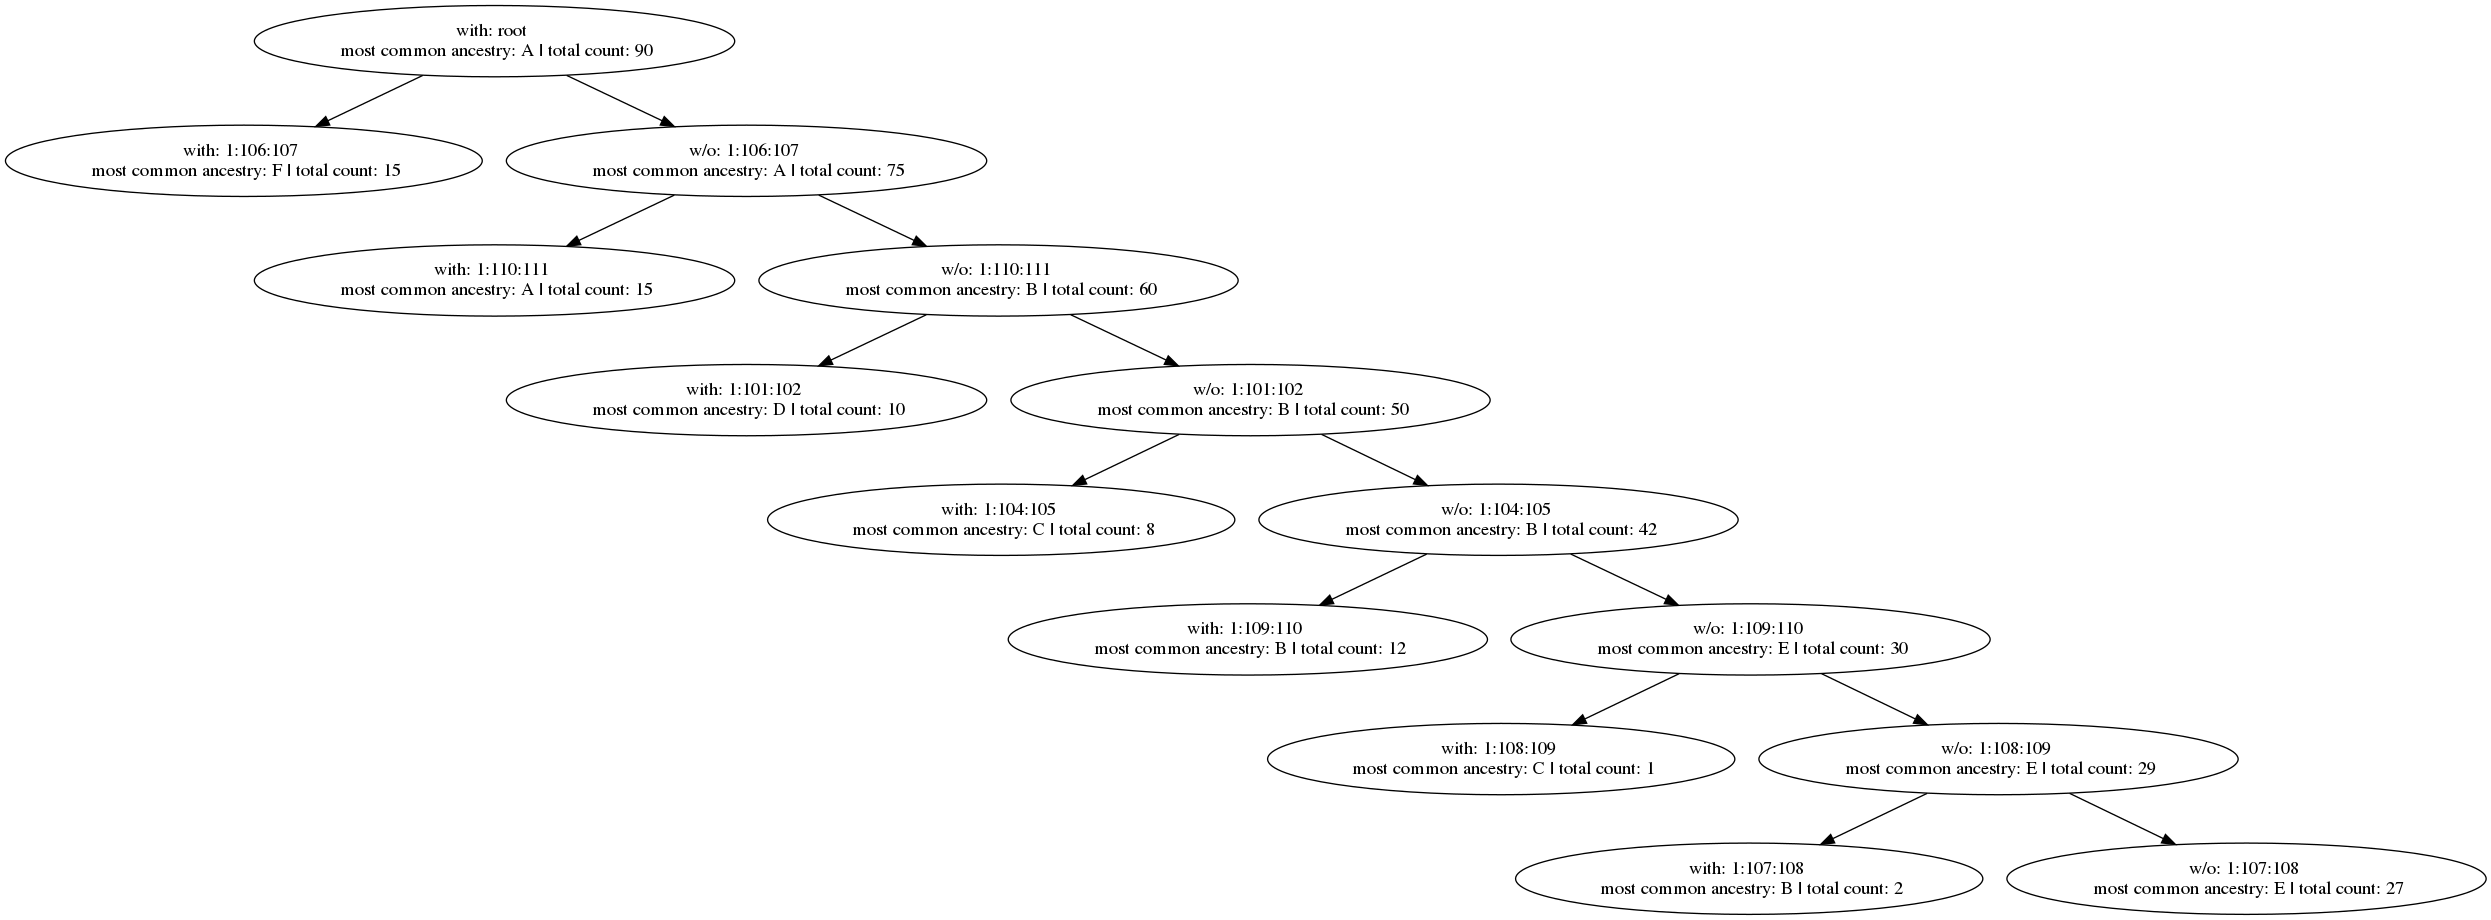 with: root
most common ancestry: A | total count: 90
with: 1:106:107
most common ancestry: F | total count: 15
w/o: 1:106:107
most common ancestry: A | total count: 75
with: 1:110:111
most common ancestry: A | total count: 15
w/o: 1:110:111
most common ancestry: B | total count: 60
with: 1:101:102
most common ancestry: D | total count: 10
w/o: 1:101:102
most common ancestry: B | total count: 50
with: 1:104:105
most common ancestry: C | total count: 8
w/o: 1:104:105
most common ancestry: B | total count: 42
with: 1:109:110
most common ancestry: B | total count: 12
w/o: 1:109:110
most common ancestry: E | total count: 30
with: 1:108:109
most common ancestry: C | total count: 1
w/o: 1:108:109
most common ancestry: E | total count: 29
with: 1:107:108
most common ancestry: B | total count: 2
w/o: 1:107:108
most common ancestry: E | total count: 27